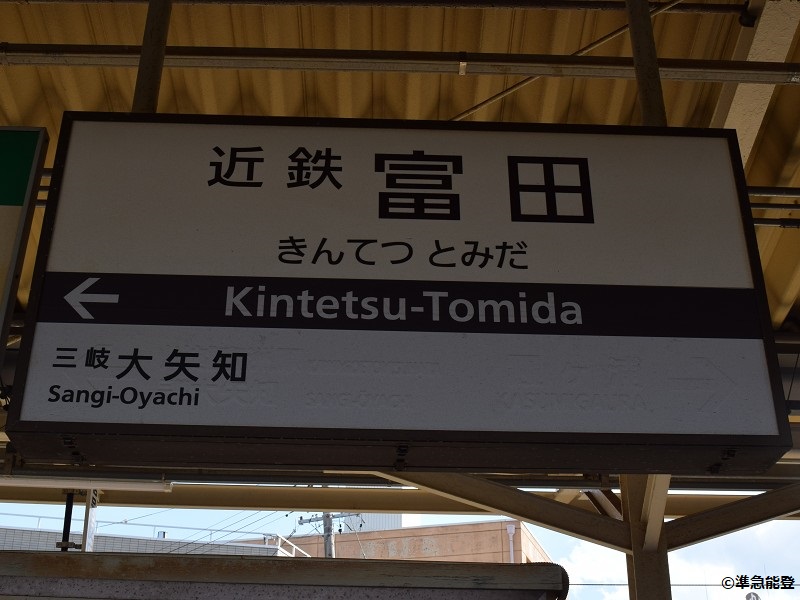 近鉄富田
きんてつ とみだ
← Kintetsu-Tomida
三岐大矢知
Sangi-Oyachi
©準急能登